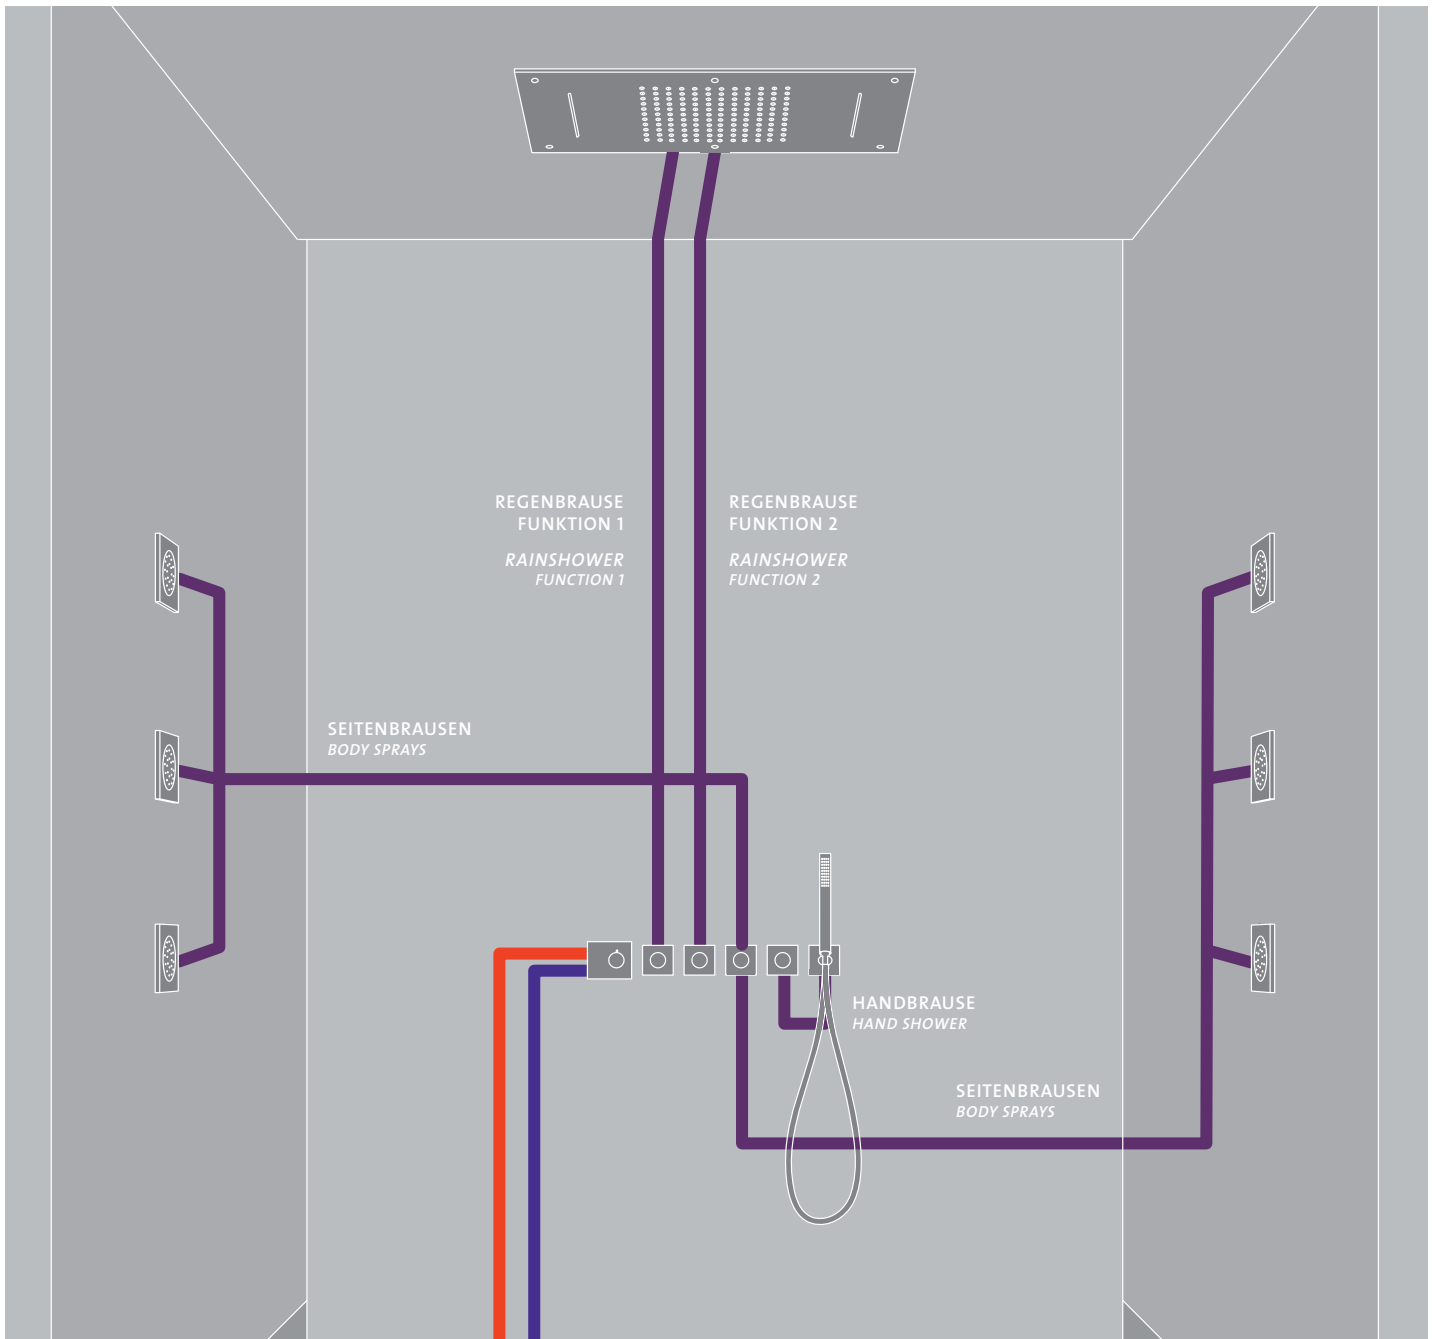 REGENBRAUSE
FUNKTION 1
RAINSHOWER
FUNCTION 1
REGENBRAUSE
FUNKTION 2
RAINSHOWER
FUNCTION 2
SEITENBRAUSEN
BODY SPRAYS
HANDBRAUSE
HAND SHOWER
SEITENBRAUSEN
BODY SPRAYS